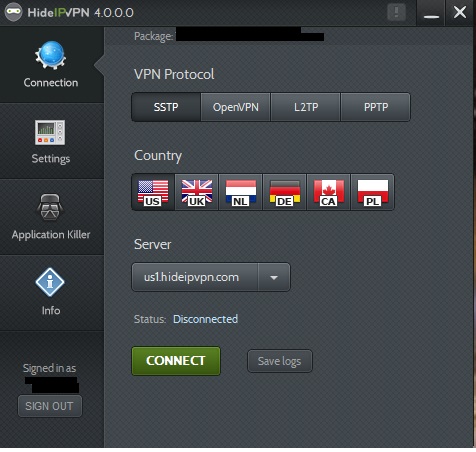 HideIPVPN 4.0.0.0
Package:
Connection
Settings
Application Killer
Info
Signed in as
SIGN OUT
VPN Protocol
SSTP OpenVPN L2TP PPTP
Country
US UK NL DE CA PL
Server
us1.hideipvpn.com
Status: Disconnected
CONNECT Save logs